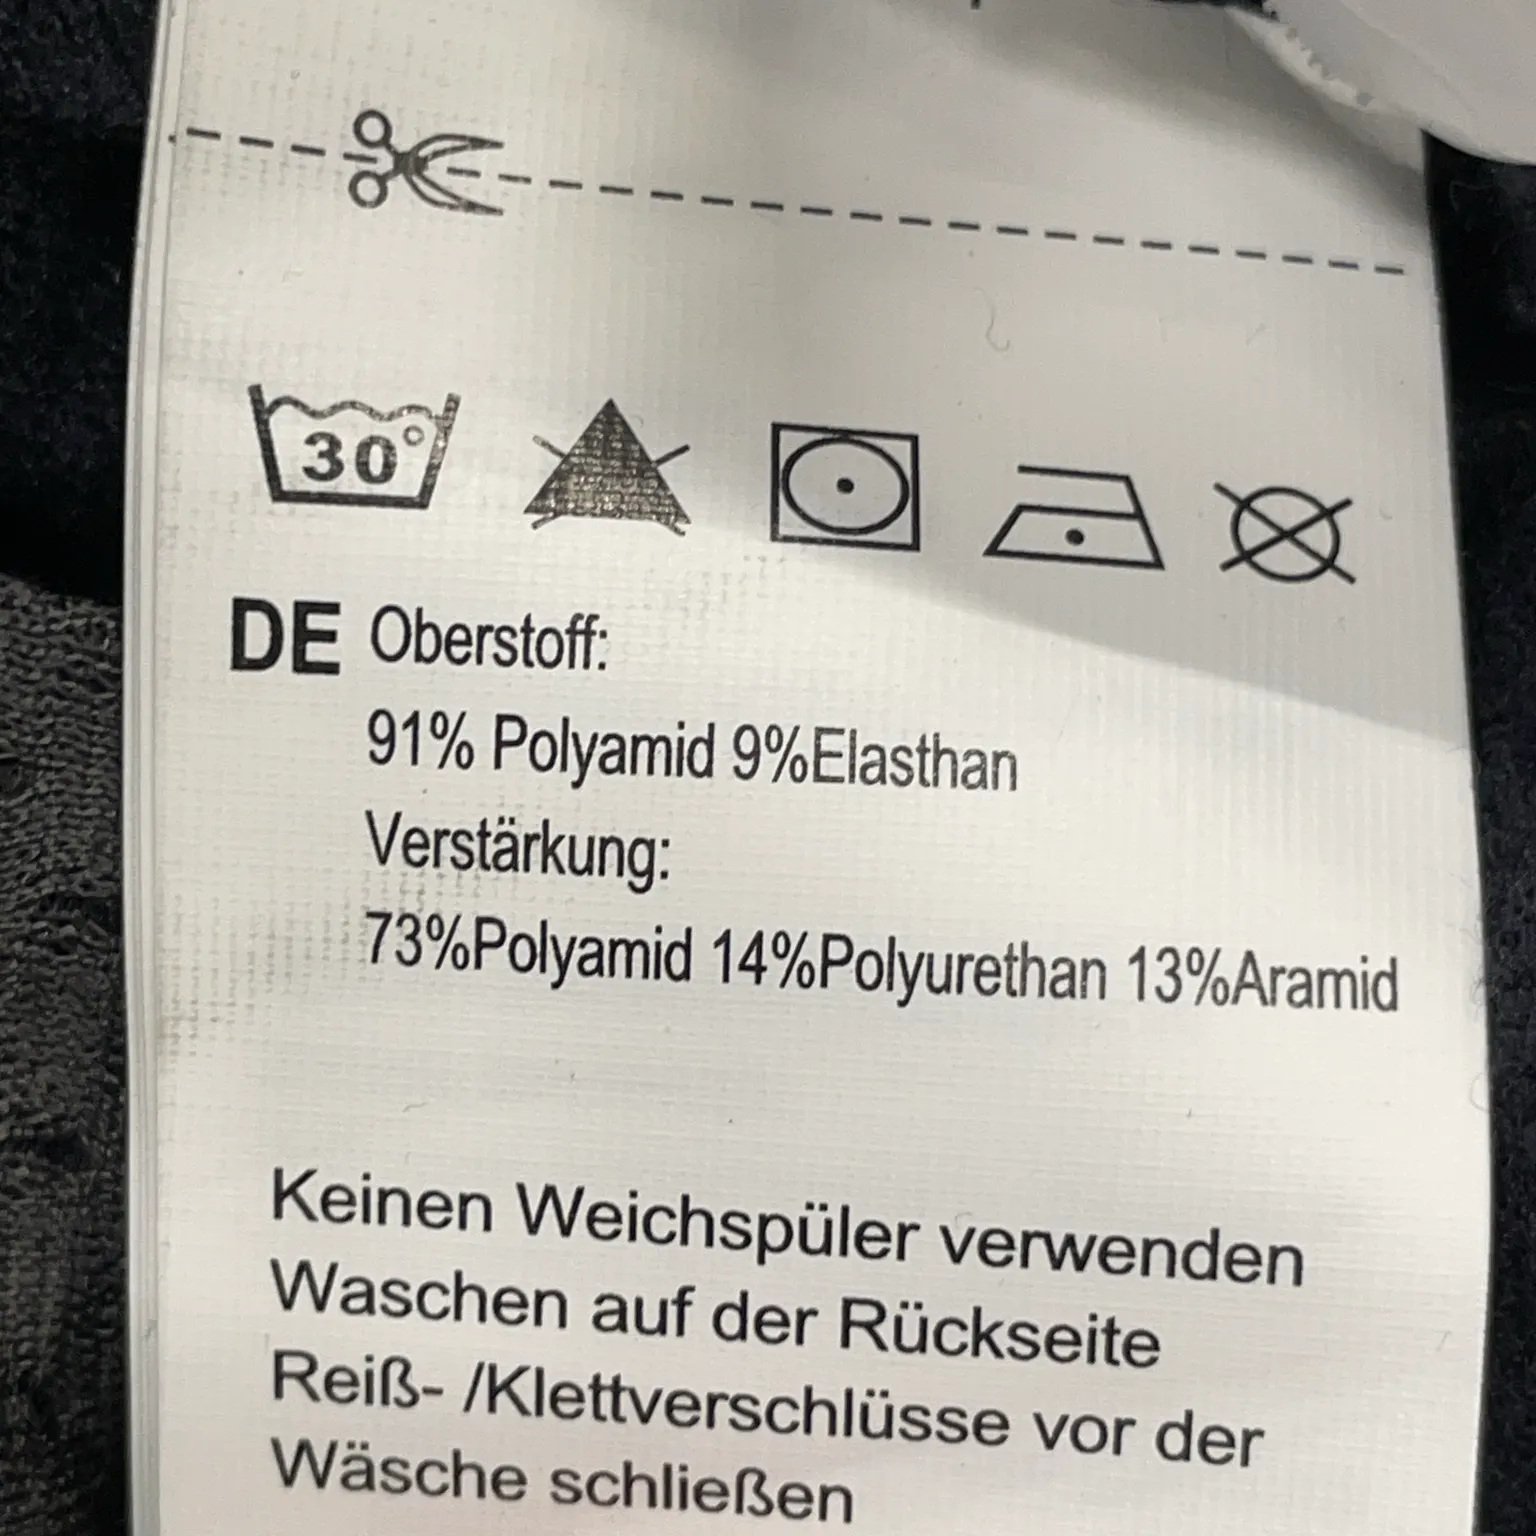 30°
DE Oberstoff:
91% Polyamid 9%Elasthan
Verstärkung:
73%Polyamid 14%Polyurethan 13%Aramid
Keinen Weichspüler verwenden
Waschen auf der Rückseite
Reiß- /Klettverschlüsse vor der
Wäsche schließen